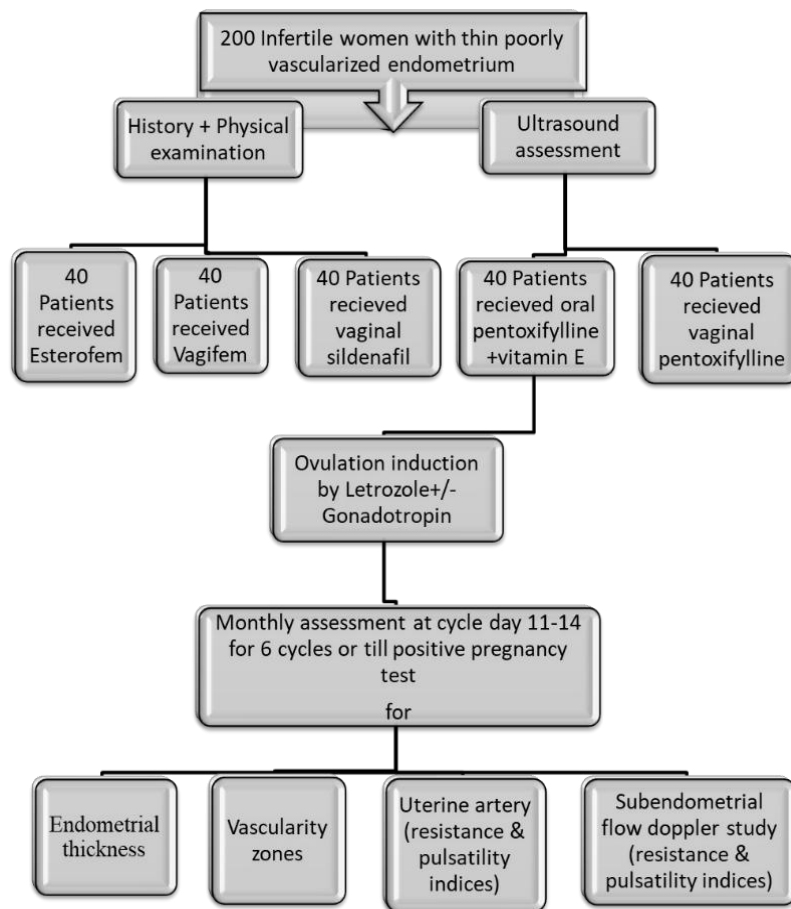 200 Infertile women with thin poorly
vascularized endometrium
History + Physical
examination
Ultrasound
assessment
40
Patients
received
Esterofem
40
Patients
received
Vagifem
40 Patients
recieved
vaginal
sildenafil
40 Patients
recieved oral
pentoxifylline
+vitamin E
40 Patients
recieved
vaginal
pentoxifylline
Ovulation induction
by Letrozole+/-
Gonadotropin
Monthly assessment at cycle day 11-14
for 6 cycles or till positive pregnancy
test
for
Endometrial
thickness
Vascularity
zones
Uterine artery
(resistance &
pulsatility
indices)
Subendometrial
flow doppler study
(resistance &
pulsatility indices)